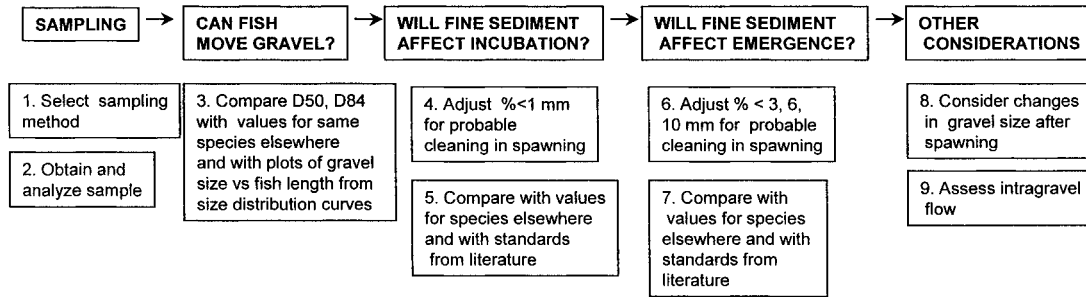 SAMPLING
CAN FISH
MOVE GRAVEL?
WILL FINE SEDIMENT
AFFECT INCUBATION?
WILL FINE SEDIMENT
AFFECT EMERGENCE?
OTHER
CONSIDERATIONS
1. Select sampling
method
2. Obtain and
analyze sample
3. Compare D50, D84
with values for same
species elsewhere
and with plots of gravel
size vs fish length from
size distribution curves
4. Adjust %<1 mm
for probable
cleaning in spawning
5. Compare with values
for species elsewhere
and with standards
from literature
6. Adjust % < 3, 6,
10 mm for probable
cleaning in spawning
7. Compare with
values for species
elsewhere and with
standards from
literature
8. Consider changes
in gravel size after
spawning
9. Assess intragravel
flow